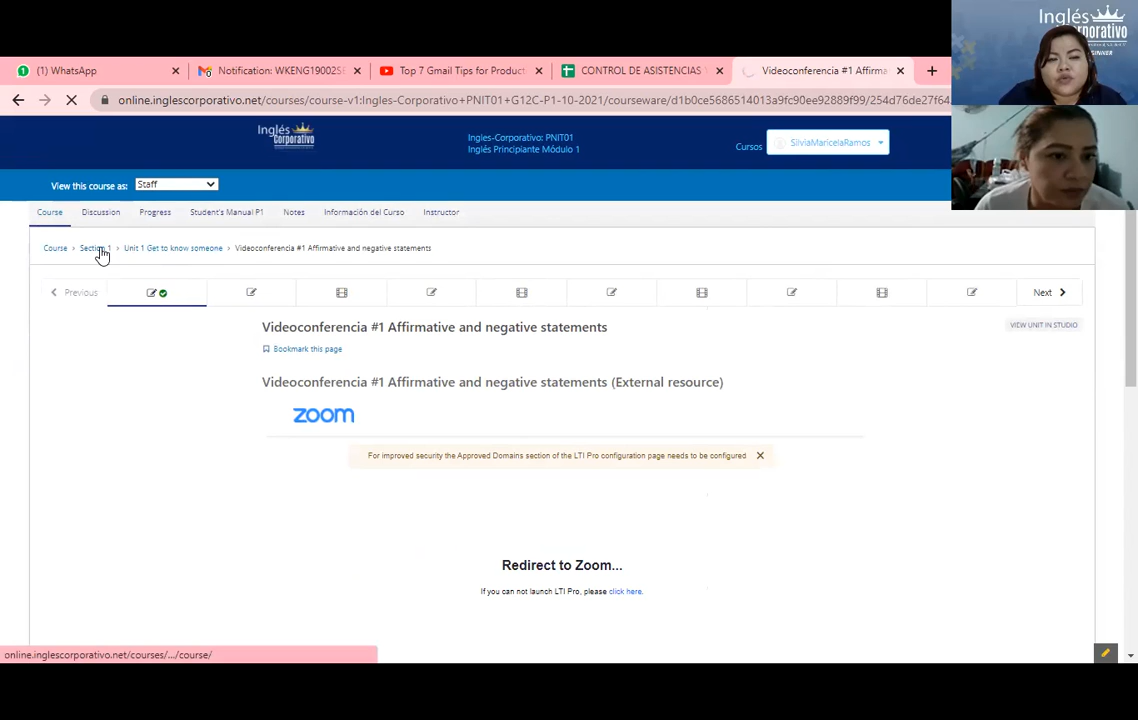 Inglés
Corporativo
INNER
(1) WhatsApp
Notification: WKENG19002S
Top 7 Gmail Tips for Product
CONTROL DE ASISTENCIAS
Videoconferencia #1 Affirma
online.inglescorporativo.net/courses/course-v1:Ingles-Corporativo+PNIT01+G12C-P1-10-2021/courseware/d1b0ce5686514013a9fc90ee92889f99/254d76de27f64
Inglés
Corporativo
Ingles-Corporativo: PNIT01
Inglés Principiante Módulo 1
Cursos
SilviaMaricelaRamos
View this course as:
Staff
Course
Discussion
Progress
Student's Manual P1
Notes
Información del Curso
Instructor
Course > Section 1 > Unit 1 Get to know someone > Videoconferencia #1 Affirmative and negative statements
Previous
Next
Videoconferencia #1 Affirmative and negative statements
VIEW UNIT IN STUDIO
Bookmark this page
Videoconferencia #1 Affirmative and negative statements (External resource)
zoom
For improved security the Approved Domains section of the LTI Pro configuration page needs to be configured
Redirect to Zoom...
If you can not launch LTI Pro, please click here.
online.inglescorporativo.net/courses/.../course/